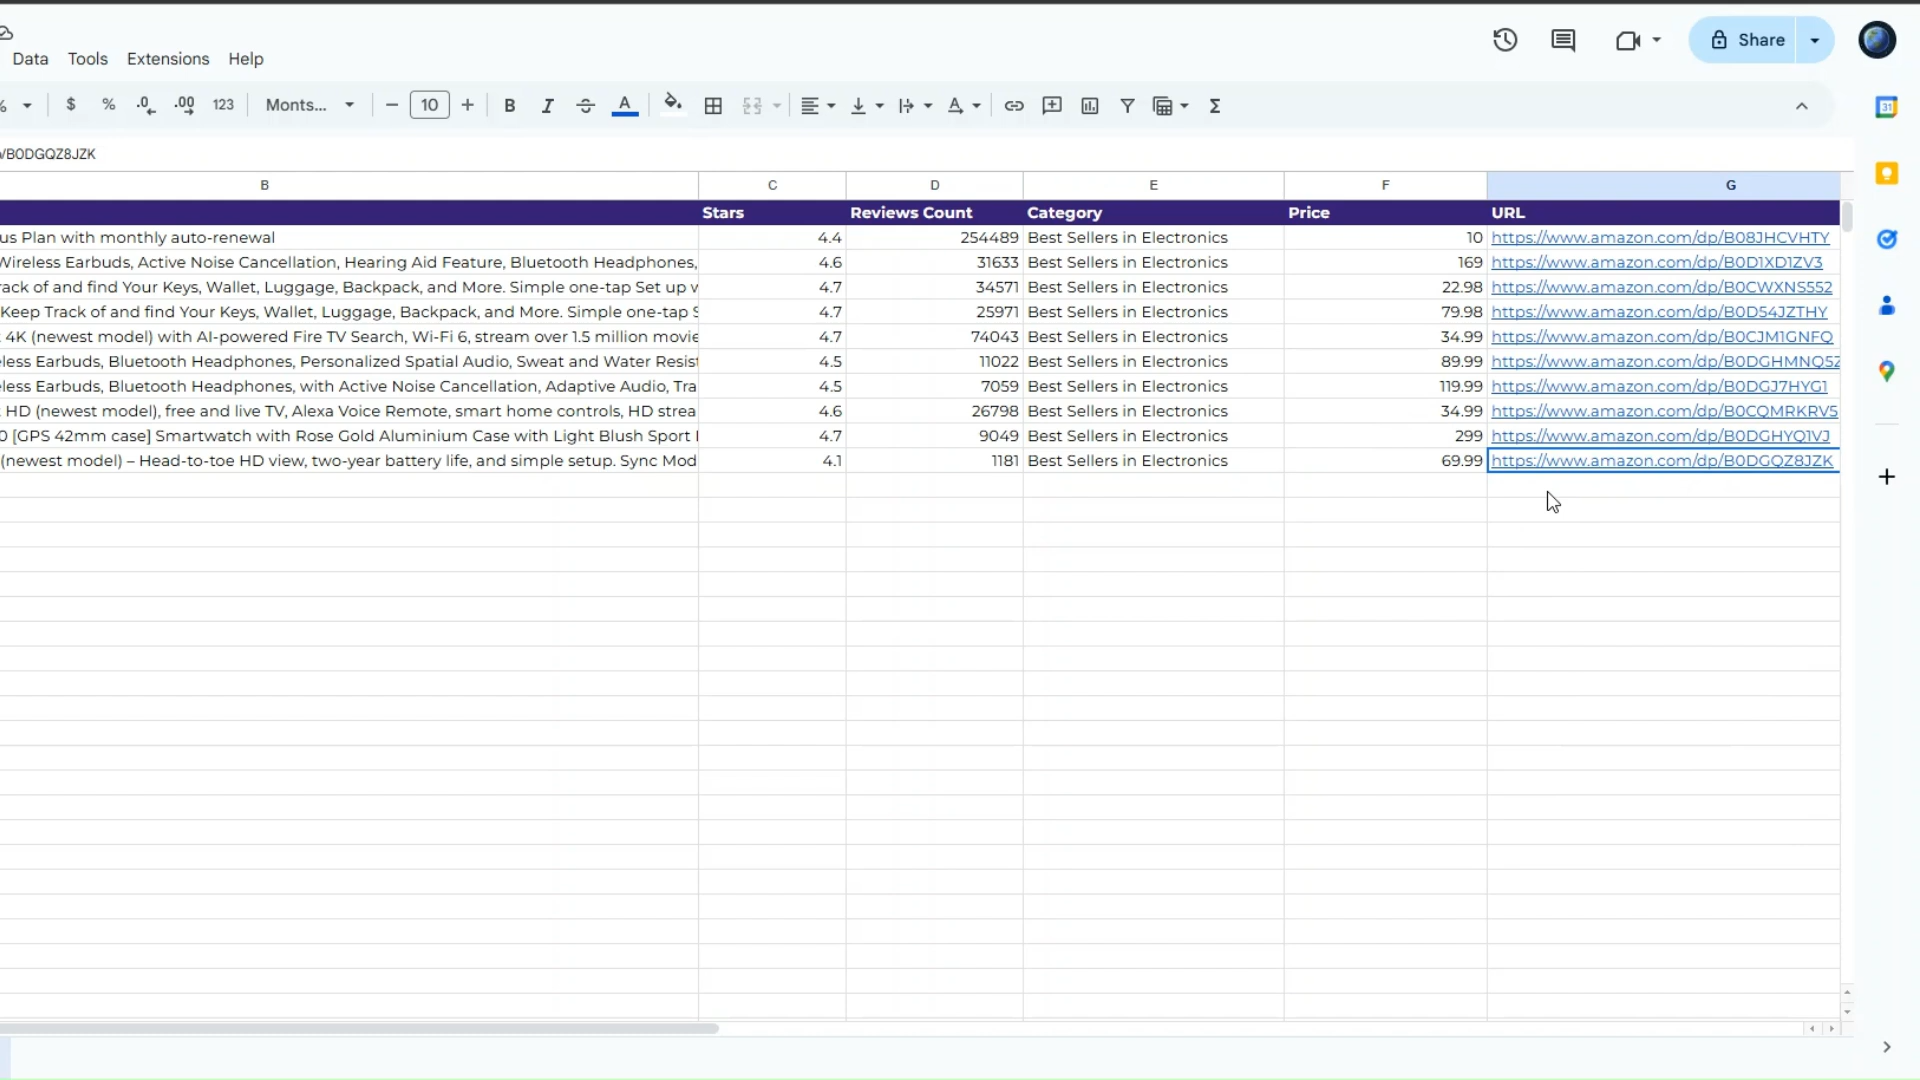 Data Tools Extensions Help
Share
% $ % .0 .00 123 Monts... 10 B I A
/B0DGQZ8JZK
B C D E F G
Stars Reviews Count Category Price URL
us Plan with monthly auto-renewal 4.4 254489 Best Sellers in Electronics 10 https://www.amazon.com/dp/B08JHCVHTY
Wireless Earbuds, Active Noise Cancellation, Hearing Aid Feature, Bluetooth Headphones, 4.6 31633 Best Sellers in Electronics 169 https://www.amazon.com/dp/B0D1XD1ZV3
rack of and find Your Keys, Wallet, Luggage, Backpack, and More. Simple one-tap Set up w 4.7 34571 Best Sellers in Electronics 22.98 https://www.amazon.com/dp/B0CWXNS552
Keep Track of and find Your Keys, Wallet, Luggage, Backpack, and More. Simple one-tap S 4.7 25971 Best Sellers in Electronics 79.98 https://www.amazon.com/dp/B0D54JZTHY
4K (newest model) with AI-powered Fire TV Search, Wi-Fi 6, stream over 1.5 million movie 4.7 74043 Best Sellers in Electronics 34.99 https://www.amazon.com/dp/B0CJM1GNFQ
less Earbuds, Bluetooth Headphones, Personalized Spatial Audio, Sweat and Water Resist 4.5 11022 Best Sellers in Electronics 89.99 https://www.amazon.com/dp/B0DGHMNQ5Z
less Earbuds, Bluetooth Headphones, with Active Noise Cancellation, Adaptive Audio, Tra 4.5 7059 Best Sellers in Electronics 119.99 https://www.amazon.com/dp/B0DGJ7HYG1
HD (newest model), free and live TV, Alexa Voice Remote, smart home controls, HD strea 4.6 26798 Best Sellers in Electronics 34.99 https://www.amazon.com/dp/B0CQMRKRV5
0 [GPS 42mm case] Smartwatch with Rose Gold Aluminium Case with Light Blush Sport 4.7 9049 Best Sellers in Electronics 299 https://www.amazon.com/dp/B0DGHYQ1VJ
(newest model) – Head-to-toe HD view, two-year battery life, and simple setup. Sync Mod 4.1 1181 Best Sellers in Electronics 69.99 https://www.amazon.com/dp/B0DGQZ8JZK